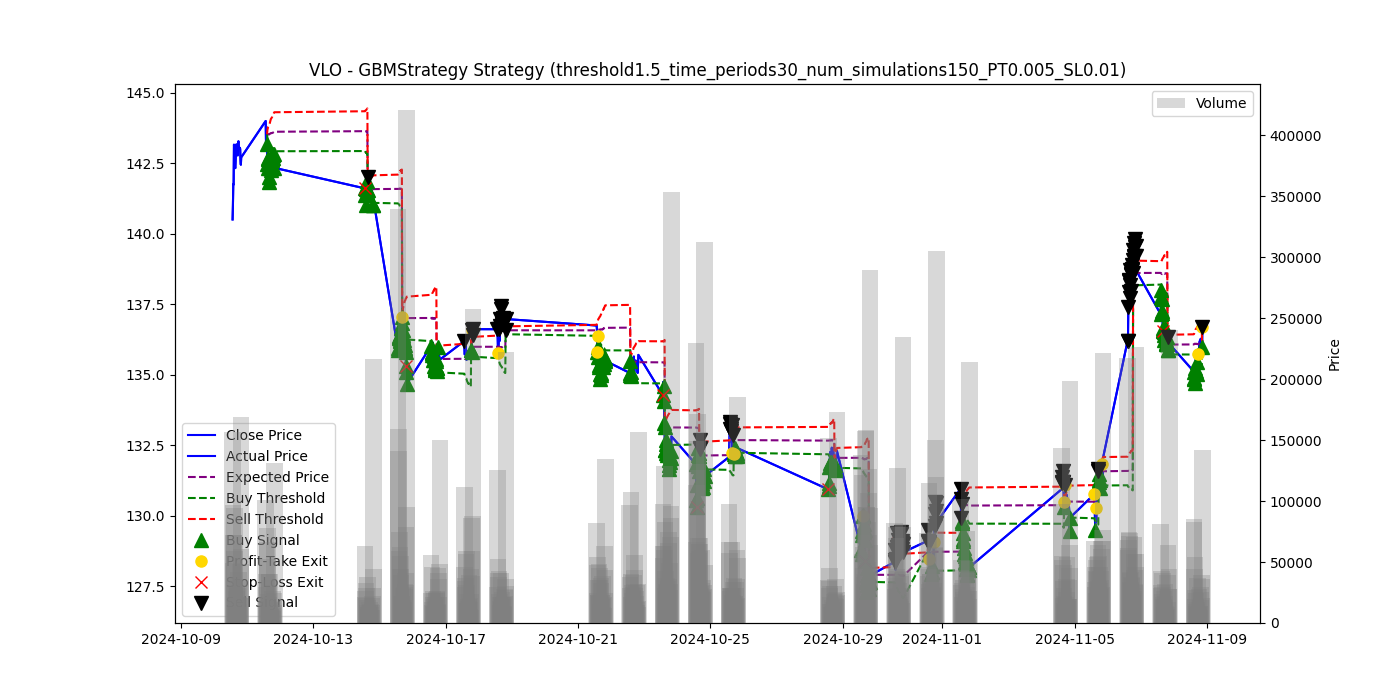 VLO - GBMStrategy Strategy (threshold1.5_time_periods30_num_simulations150_PT0.005_SL0.01)
145.0
142.5
140.0
137.5
135.0
132.5
130.0
127.5
400000
350000
300000
250000
200000
150000
100000
50000
0
Price
Volume
Close Price
Actual Price
Expected Price
Buy Threshold
Sell Threshold
Buy Signal
Profit-Take Exit
Stop-Loss Exit
Sell Signal
2024-10-09 2024-10-13 2024-10-17 2024-10-21 2024-10-25 2024-10-29 2024-11-01 2024-11-05 2024-11-09